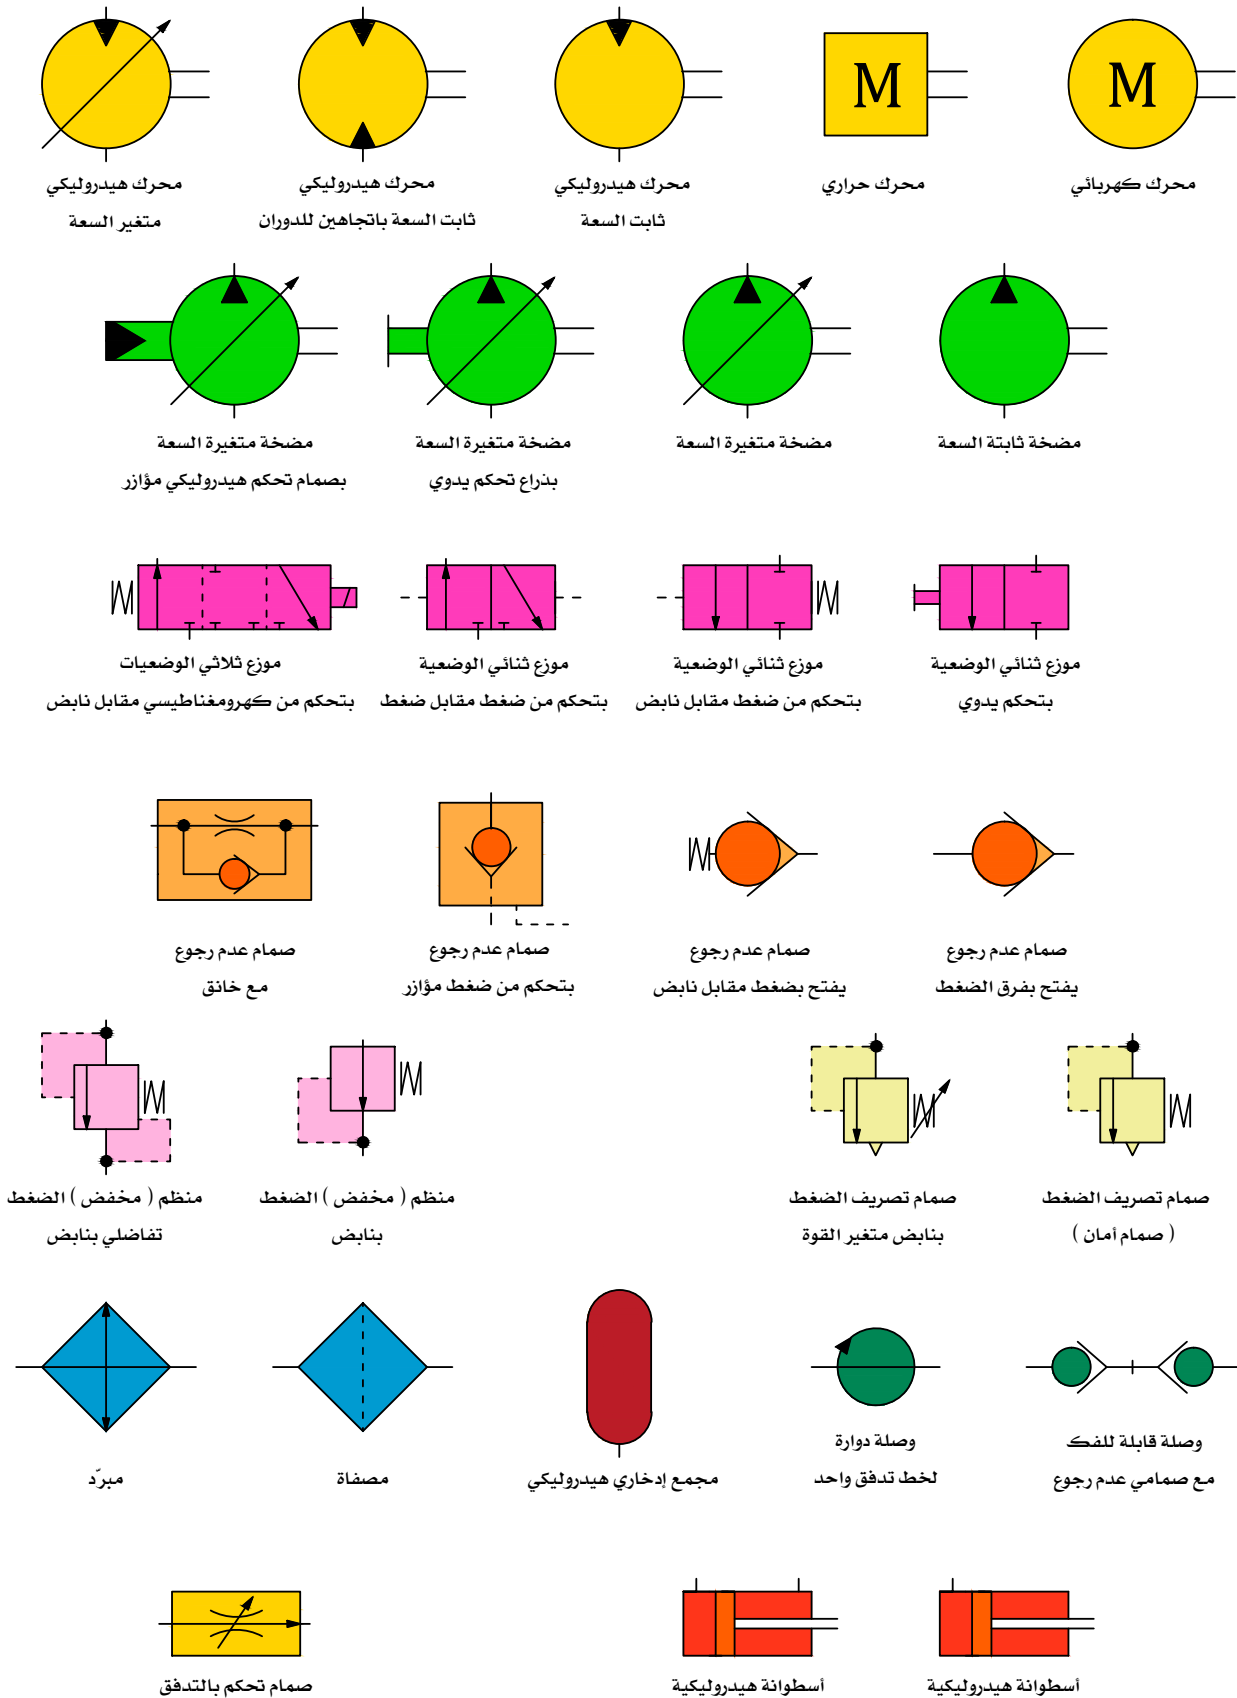 M
M
محرك كهربائي
محرك حراري
محرك هيدروليكي
ثابت السعة
محرك هيدروليكي
ثابت السعة باتجاهين للدوران
محرك هيدروليكي
متغير السعة
مضخة ثابتة السعة
مضخة متغيرة السعة
مضخة متغيرة السعة
بذراع تحكم يدوي
مضخة متغيرة السعة
بصمام تحكم هيدروليكي مؤازر
موزع ثنائي الوضعية
بتحكم يدوي
موزع ثنائي الوضعية
بتحكم من ضغط مقابل نابض
موزع ثنائي الوضعية
بتحكم من ضغط مقابل ضغط
موزع ثلاثي الوضعيات
بتحكم من كهرومغناطيسي مقابل نابض
صمام عدم رجوع
يفتح بفرق الضغط
صمام عدم رجوع
يفتح بضغط مقابل نابض
صمام عدم رجوع
بتحكم من ضغط مؤازر
صمام عدم رجوع
مع خانق
صمام تصريف الضغط
( صمام أمان )
صمام تصريف الضغط
بنابض متغير القوة
منظم ( مخفض ) الضغط
بنابض
منظم ( مخفض ) الضغط
تفاضلي بنابض
وصلة قابلة للفك
مع صمامي عدم رجوع
وصلة دوارة
لخط تدفق واحد
مجمع إدخاري هيدروليكي
مصفاة
مبرّد
أسطوانة هيدروليكية
أسطوانة هيدروليكية
صمام تحكم بالتدفق